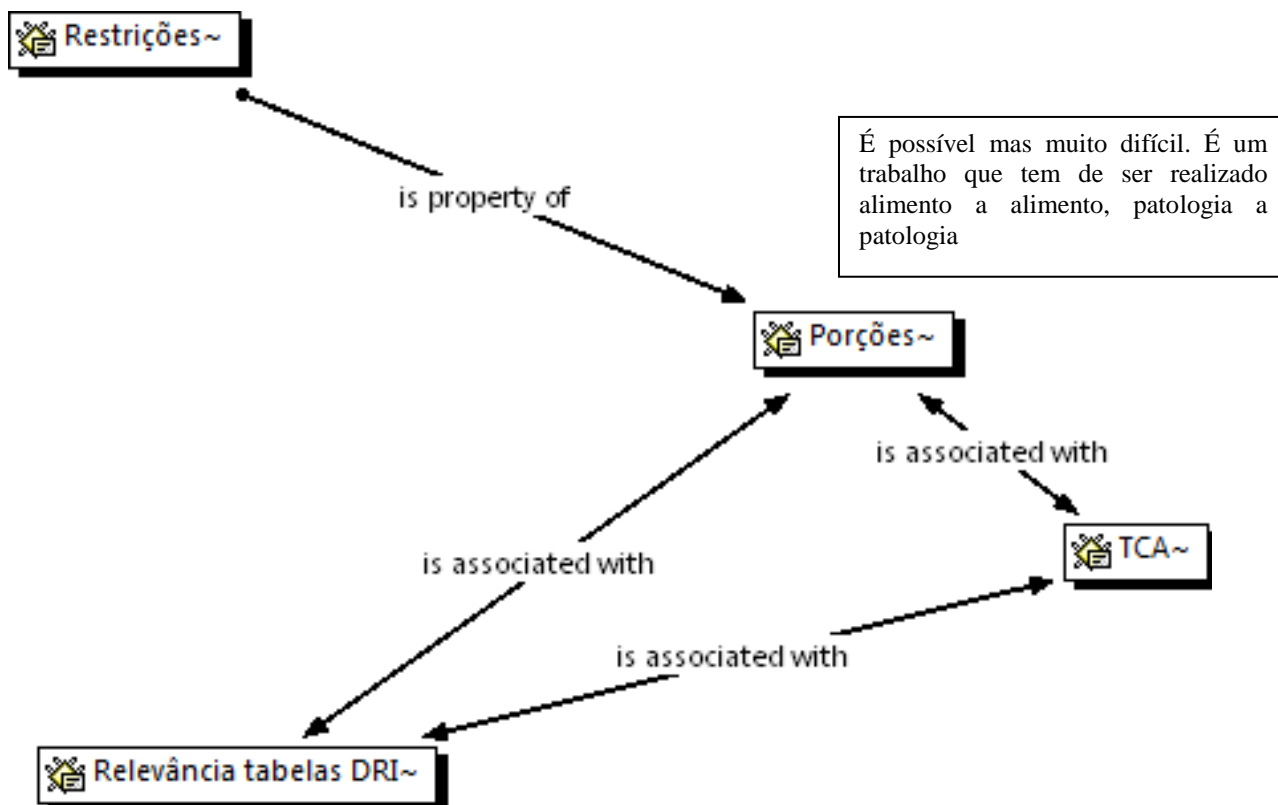 Restrições~
É possível mas muito difícil. É um
trabalho que tem de ser realizado
alimento a alimento, patologia a
patologia
is property of
Porções~
is associated with
TCA~
is associated with
is associated with
Relevância tabelas DRI~